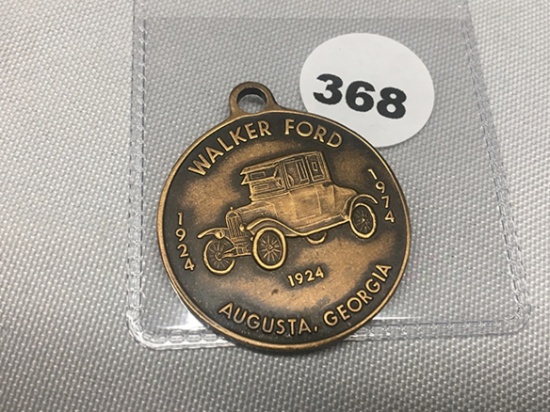 368
WALKER FORD
1924
1974
1924
AUGUSTA, GEORGIA